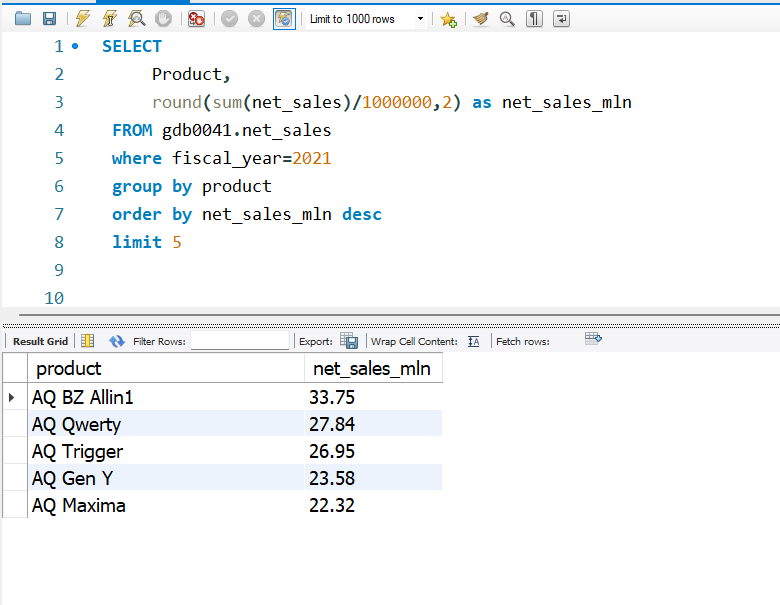 Limit to 1000 rows
1 SELECT
2 Product,
3 round(sum(net_sales)/1000000,2) as net_sales_mln
4 FROM gdb0041.net_sales
5 where fiscal_year=2021
6 group by product
7 order by net_sales_mln desc
8 limit 5
9
10
Result Grid Filter Rows: Export: Wrap Cell Content: Fetch rows:
product net_sales_mln
AQ BZ Allin1 33.75
AQ Qwerty 27.84
AQ Trigger 26.95
AQ Gen Y 23.58
AQ Maxima 22.32